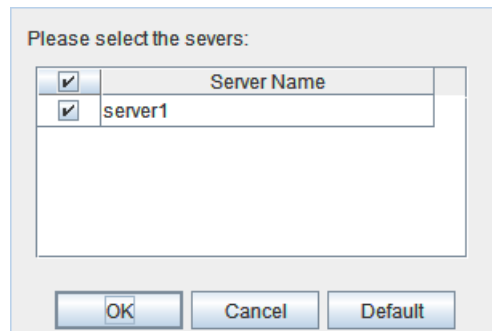 Please select the severs:
Server Name
server1
OK Cancel Default